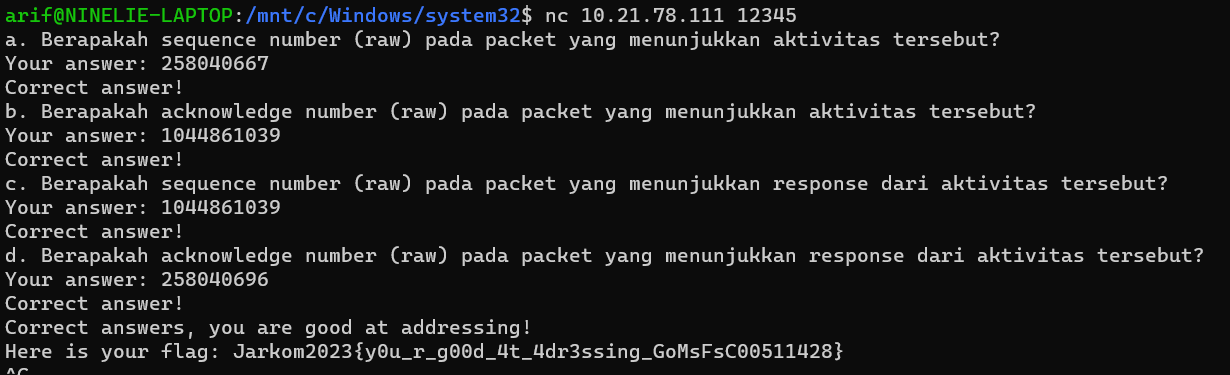 arif@NINELIE-LAPTOP:/mnt/c/Windows/system32$ nc 10.21.78.111 12345
a. Berapakah sequence number (raw) pada packet yang menunjukkan aktivitas tersebut?
Your answer: 258040667
Correct answer!
b. Berapakah acknowledge number (raw) pada packet yang menunjukkan aktivitas tersebut?
Your answer: 1044861039
Correct answer!
c. Berapakah sequence number (raw) pada packet yang menunjukkan response dari aktivitas tersebut?
Your answer: 1044861039
Correct answer!
d. Berapakah acknowledge number (raw) pada packet yang menunjukkan response dari aktivitas tersebut?
Your answer: 258040696
Correct answer!
Correct answers, you are good at addressing!
Here is your flag: Jarkom2023{y0u_r_g00d_4t_4dr3ssing_GoMsFsC00511428}
^C